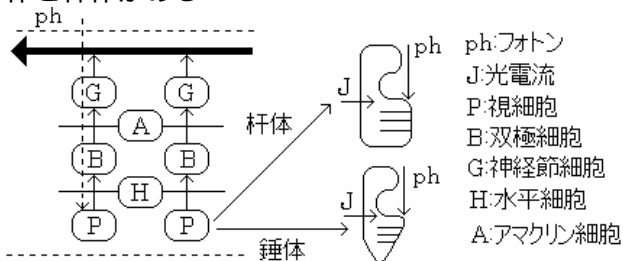 ph
G G
A
B B
H
P P
杆体
錘体
J
ph
J
ph
ph:フォトン
J:光電流
P:視細胞
B:双極細胞
G:神経節細胞
H:水平細胞
A:アマクリン細胞